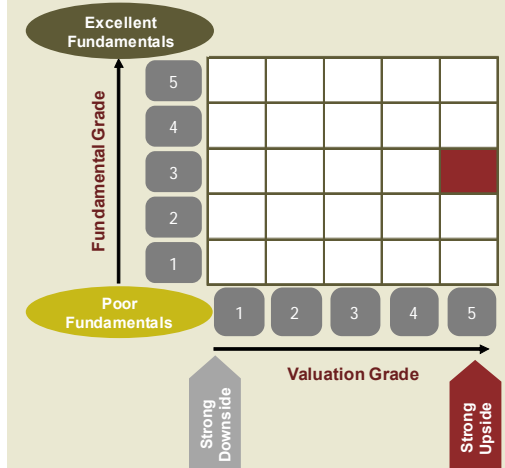 Excellent
Fundamentals
Fundamental Grade
5
4
3
2
1
Poor
Fundamentals
1 2 3 4 5
Valuation Grade
Strong
Downside
Strong
Upside